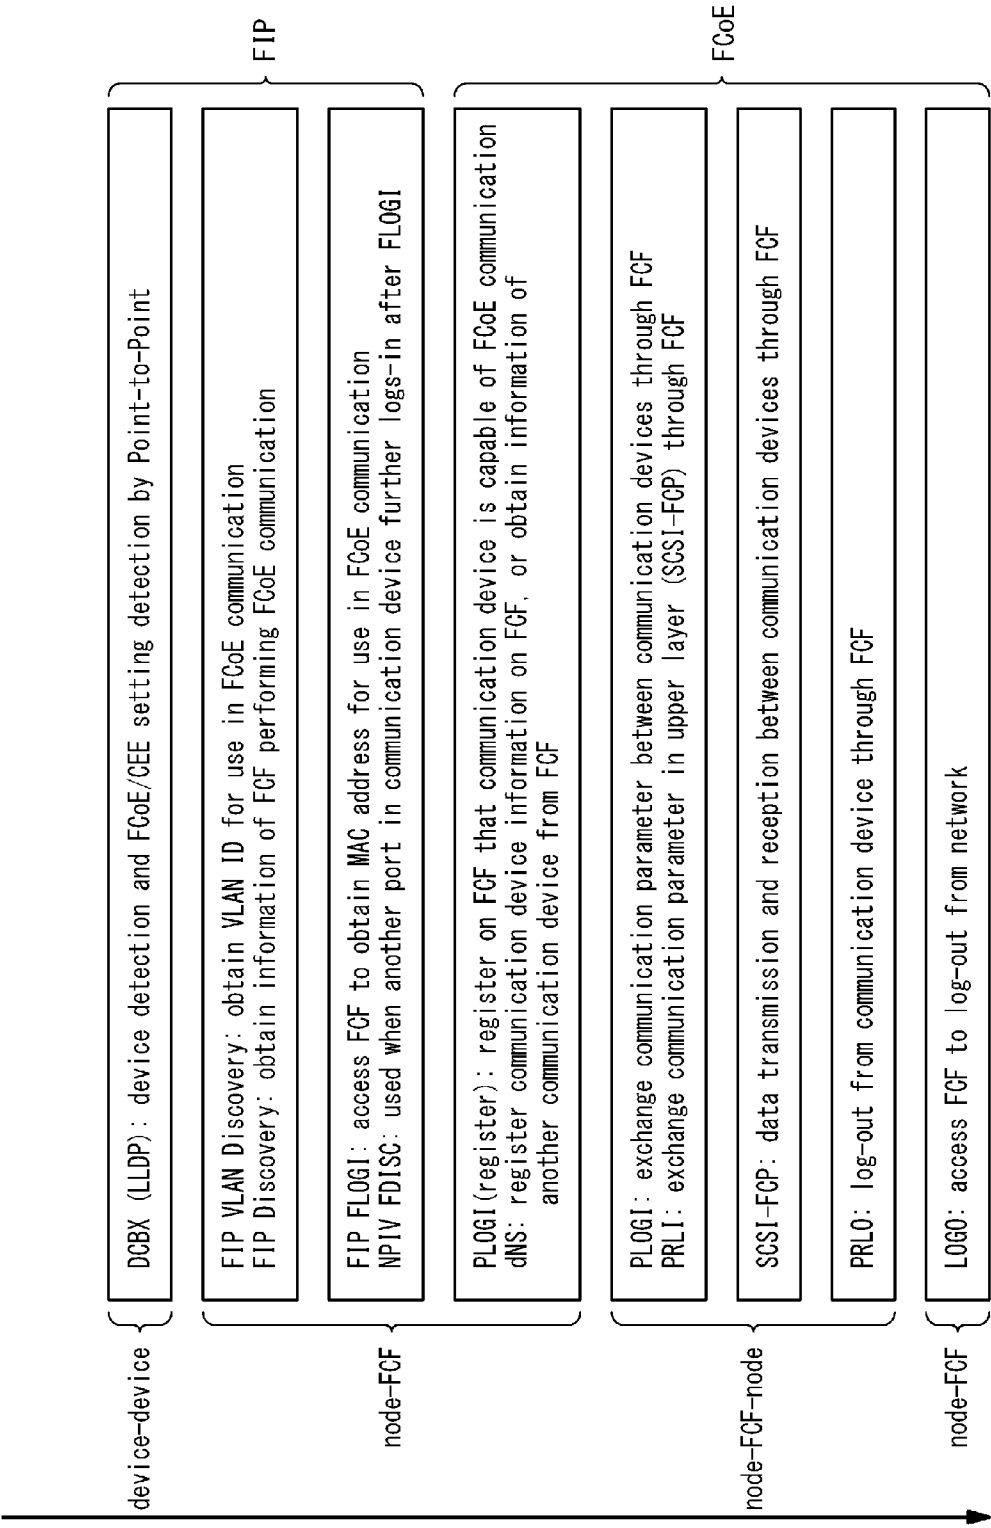 device-device
DCBX (LLDP): device detection and FCoE/CEE setting detection by Point-to-Point
FIP
node-FCF
FIP VLAN Discovery: obtain VLAN ID for use in FCoE communication
FIP Discovery: obtain information of FCF performing FCoE communication
FIP FLOGI: access FCF to obtain MAC address for use in FCoE communication
NPIV FDISC: used when another port in communication device further logs-in after FLOGI
PLOGI(register): register on FCF that communication device is capable of FCoE communication
dNS: register communication device information on FCF, or obtain information of
another communication device from FCF
FCoE
node-FCF-node
PLOGI: exchange communication parameter between communication devices through FCF
PRLI: exchange communication parameter in upper layer (SCSI-FCP) through FCF
SCSI-FCP: data transmission and reception between communication devices through FCF
PRLO: log-out from communication device through FCF
node-FCF
LOGO: access FCF to log-out from network